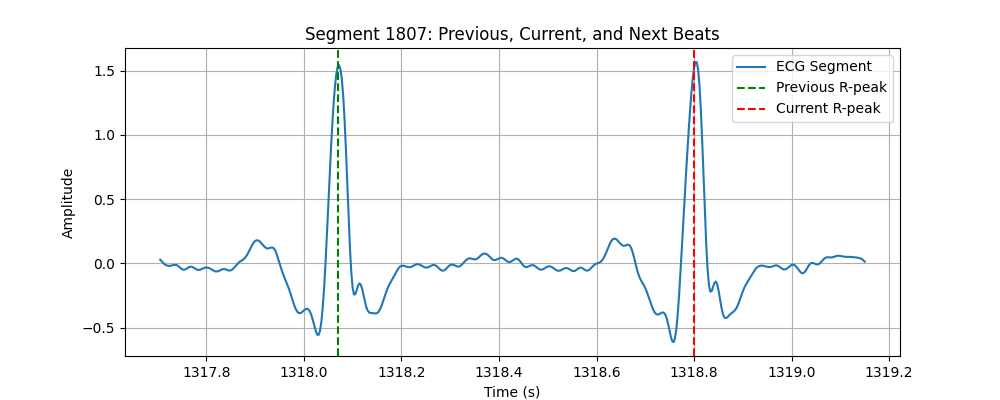 Segment 1807: Previous, Current, and Next Beats
ECG Segment
Previous R-peak
Current R-peak
Amplitude
1.5
1.0
0.5
0.0
−0.5
1317.8 1318.0 1318.2 1318.4 1318.6 1318.8 1319.0 1319.2
Time (s)